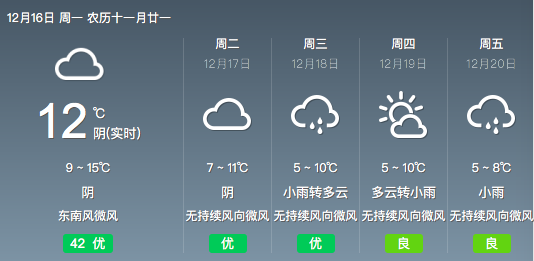 12月16日 周一 农历十一月廿一
12
℃
阴(实时)
9 ~ 15℃
阴
东南风微风
42 优
周二
12月17日
7 ~ 11℃
阴
无持续风向微风
优
周三
12月18日
5 ~ 10℃
小雨转多云
无持续风向微风
优
周四
12月19日
5 ~ 10℃
多云转小雨
无持续风向微风
良
周五
12月20日
5 ~ 8℃
小雨
无持续风向微风
良